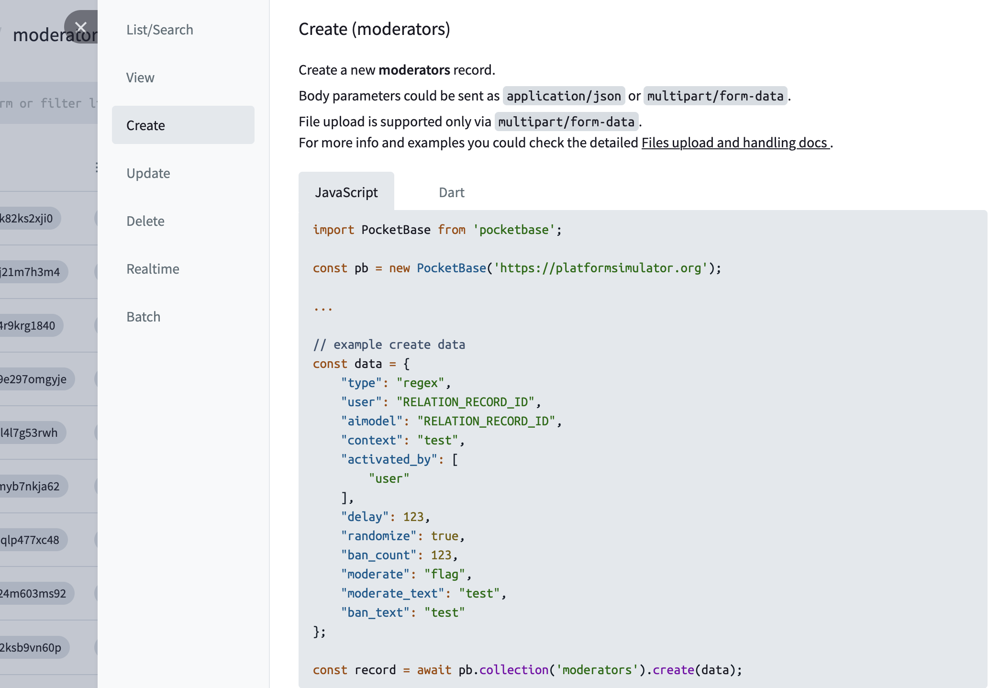 moderator
rm or filter l
k82ks2xji0
j21m7h3m4
4r9krg1840
9e297omgyje
l4l7g53rwh
myb7nkja62
qlp477xc48
24m603ms92
2ksb9vn60p
List/Search
View
Create
Update
Delete
Realtime
Batch
Create (moderators)
Create a new moderators record.
Body parameters could be sent as application/json or multipart/form-data.
File upload is supported only via multipart/form-data.
For more info and examples you could check the detailed Files upload and handling docs .
JavaScript Dart
import PocketBase from 'pocketbase';
const pb = new PocketBase('https://platformsimulator.org');
...
// example create data
const data = {
    "type": "regex",
    "user": "RELATION_RECORD_ID",
    "aimodel": "RELATION_RECORD_ID",
    "context": "test",
    "activated_by": [
        "user"
    ],
    "delay": 123,
    "randomize": true,
    "ban_count": 123,
    "moderate": "flag",
    "moderate_text": "test",
    "ban_text": "test"
};
const record = await pb.collection('moderators').create(data);